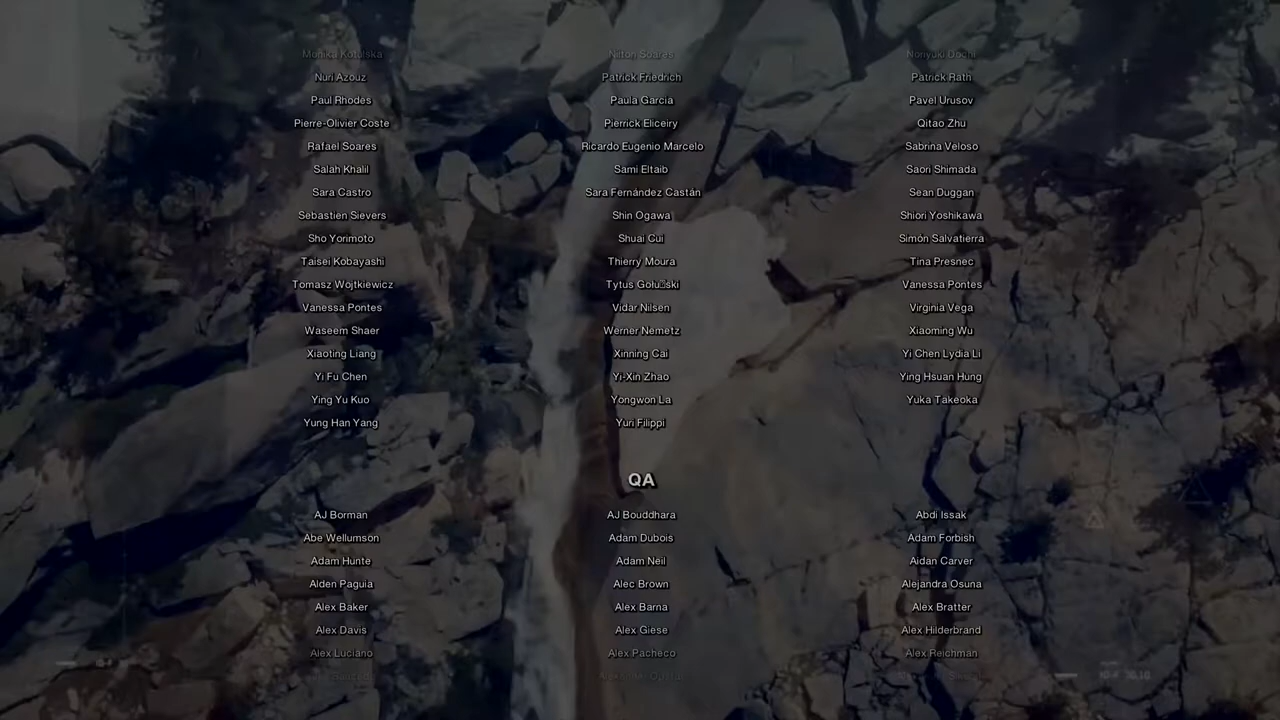 Monika Kotulska Nilton Soares Noriyuki Dochi
Nuri Azouz Patrick Friedrich Patrick Rath
Paul Rhodes Paula Garcia Pavel Urusov
Pierre-Olivier Coste Pierrick Eliceiry Qitao Zhu
Rafael Soares Ricardo Eugenio Marcelo Sabrina Veloso
Salah Khalil Sami Eltaib Saori Shimada
Sara Castro Sara Fernández Castán Sean Duggan
Sebastien Sievers Shin Ogawa Shiori Yoshikawa
Sho Yorimoto Shuai Cui Simón Salvatierra
Taisei Kobayashi Thierry Moura Tina Presnec
Tomasz Wojtkiewicz Tytus Vanessa Pontes
Vanessa Pontes Vidar Nilsen Virginia Vega
Waseem Shaer Werner Nemetz Xiaoming Wu
Xiaoting Liang Xinning Cai Yi Chen Lydia Li
Yi Fu Chen Yi-Xin Zhao Ying Hsuan Hung
Ying Yu Kuo Yongwon La Yuka Takeoka
Yung Han Yang Yuri Filippi
QA
AJ Borman AJ Bouddhara Abdi Issak
Abe Wellumson Adam Dubois Adam Forbish
Adam Hunte Adam Neil Aidan Carver
Alden Paguia Alec Brown Alejandra Osuna
Alex Baker Alex Barna Alex Bratter
Alex Davis Alex Giese Alex Hilderbrand
Alex Luciano Alex Pacheco Alex Reichman